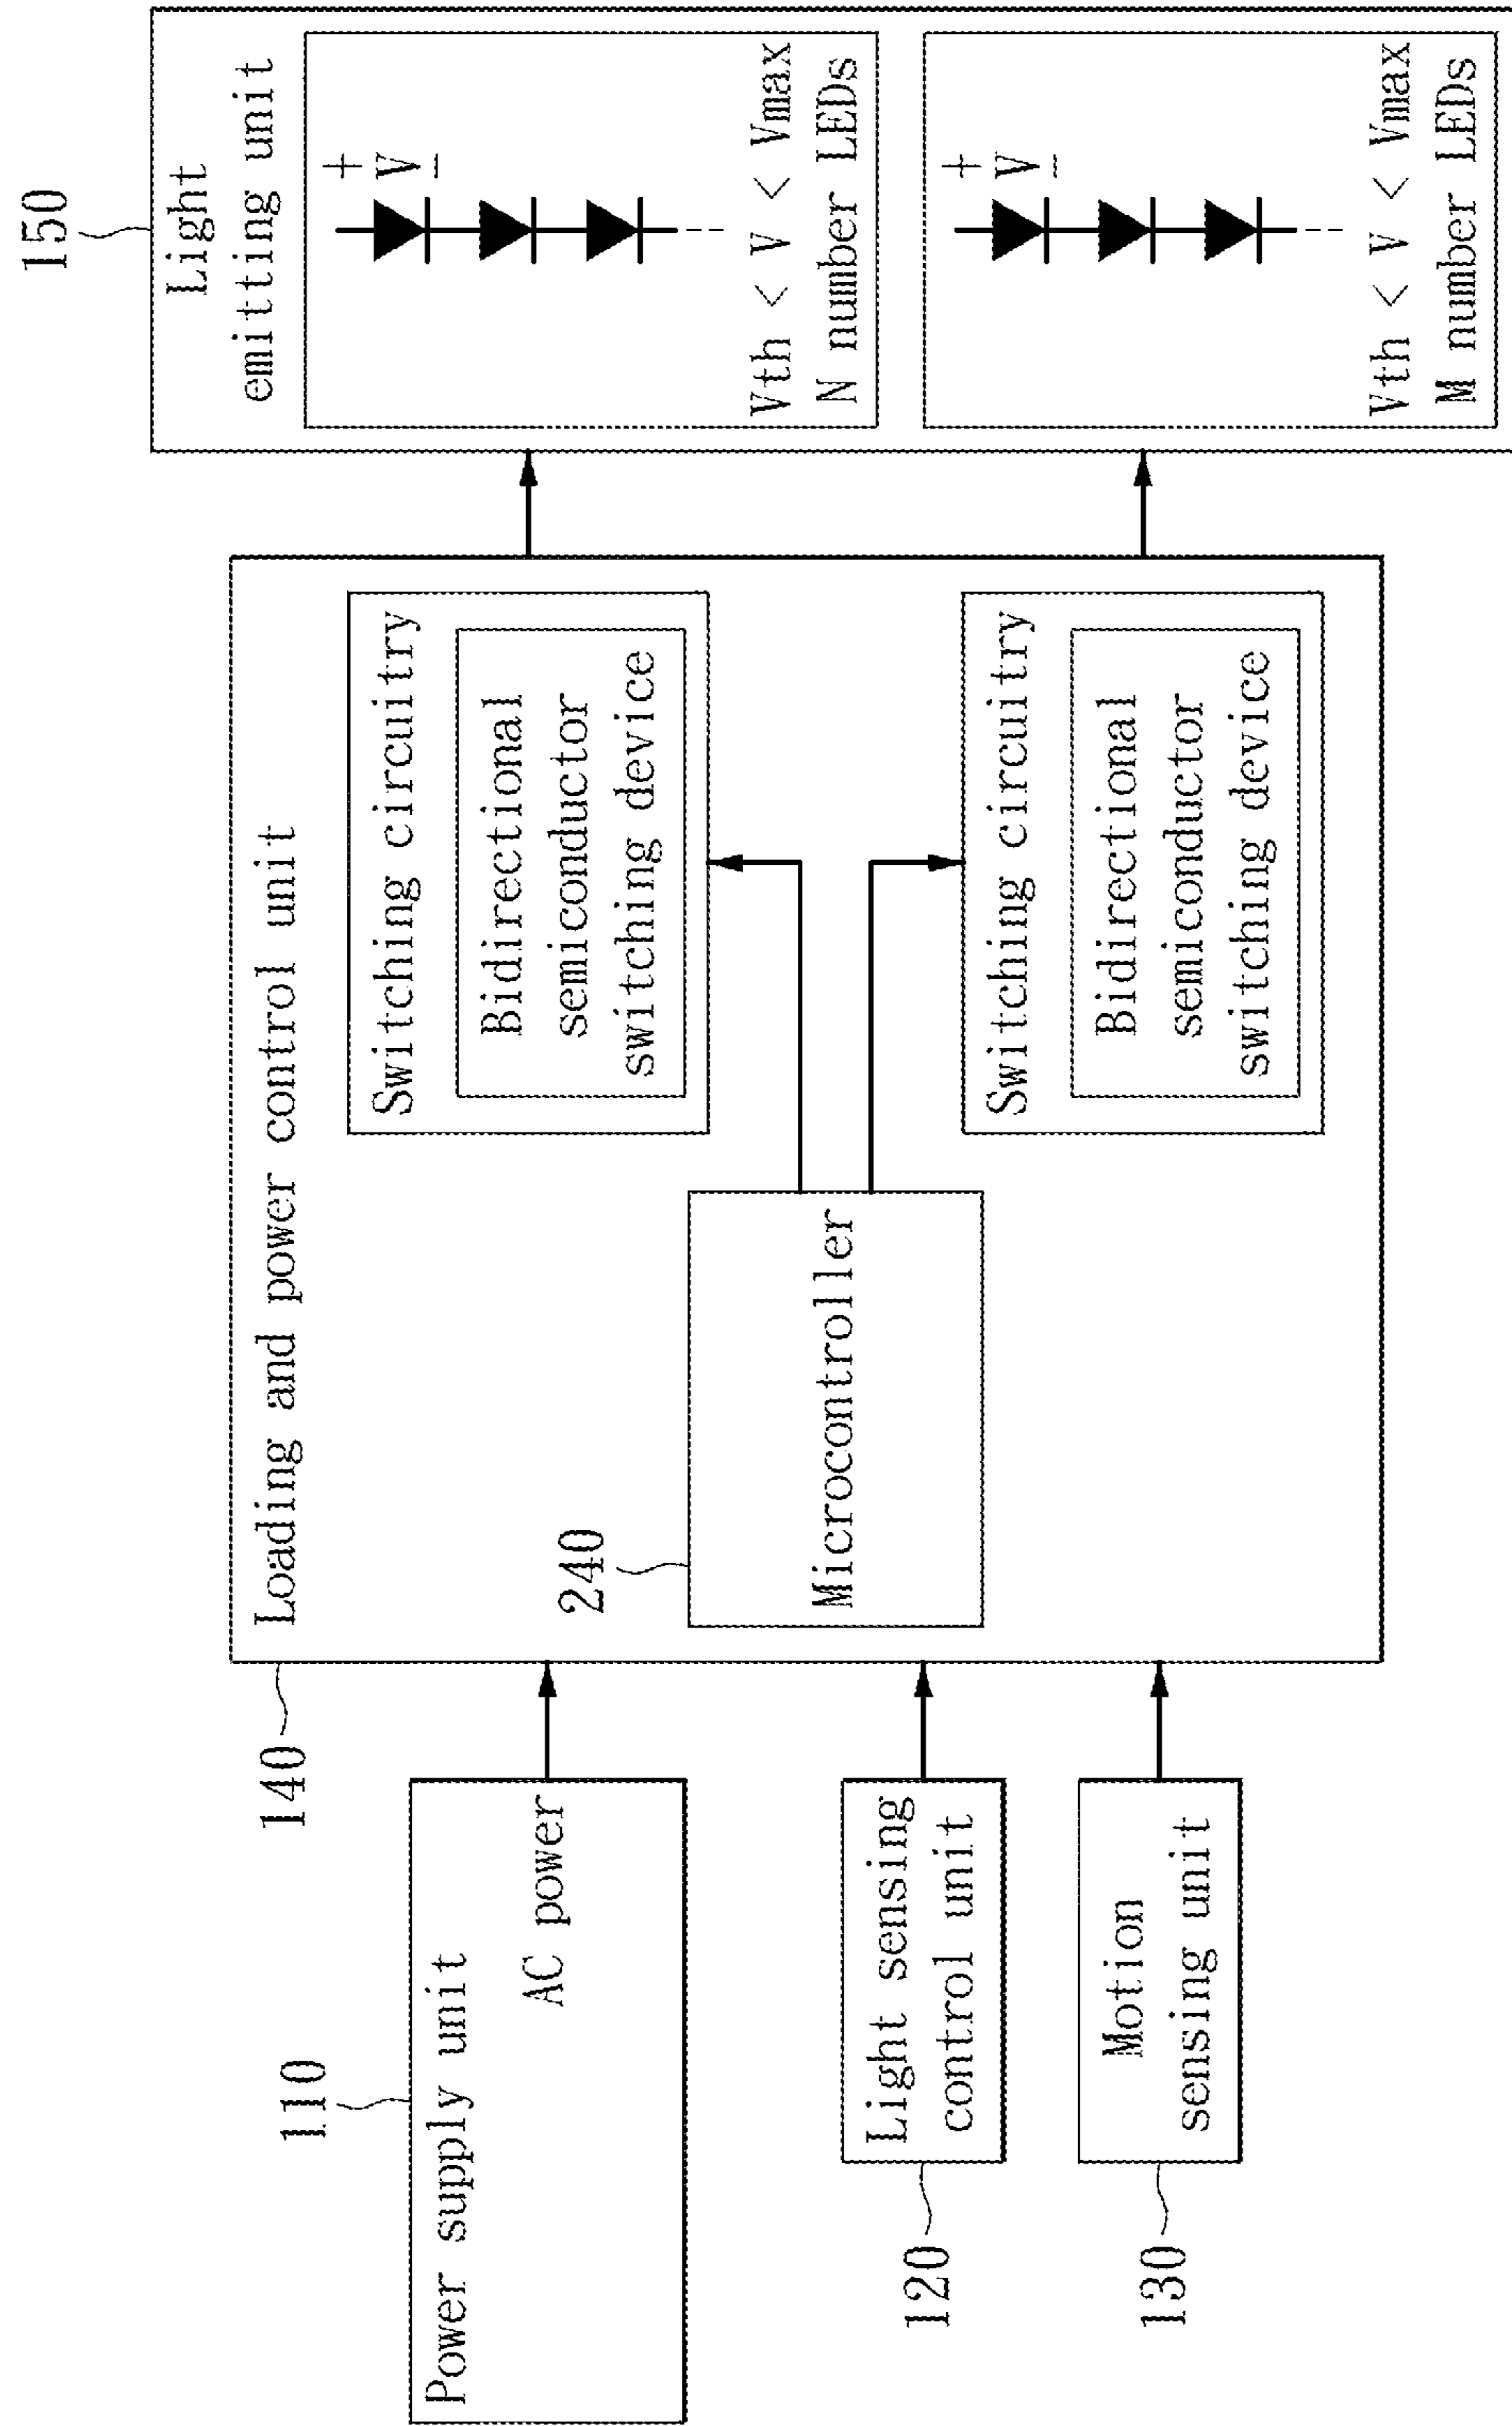 110
Power supply unit
AC power
120
Light sensing
control unit
130
Motion
sensing unit
140
Loading and power control unit
240
Microcontroller
Switching circuitry
Bidirectional
semiconductor
switching device
Switching circuitry
Bidirectional
semiconductor
switching device
150
Light
emitting unit
+
V
-
Vth < V < Vmax
N number LEDs
+
V
-
Vth < V < Vmax
M number LEDs